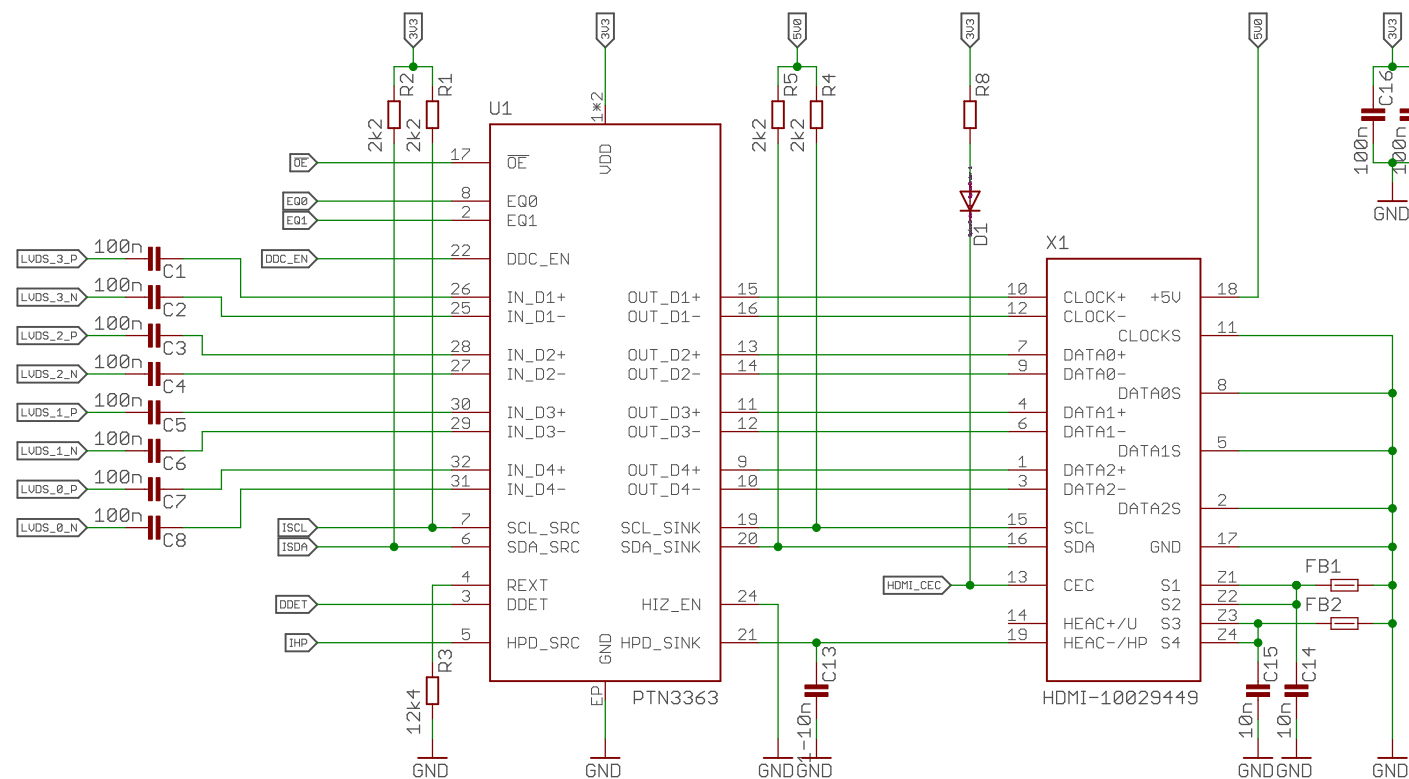 3V3
3V3
5V0
3V3
5V0
3V3
R2
R1
2k2
2k2
R5
R4
2k2
2k2
R8
D1
C16
100n
100n
GND
U1
1*2
VDD
OE
17
OE
EQ0
8
EQ0
EQ1
2
EQ1
DDC_EN
22
DDC_EN
LVDS_3_P
100n
C1
26
IN_D1+
OUT_D1+
15
LVDS_3_N
100n
C2
25
IN_D1-
OUT_D1-
16
LVDS_2_P
100n
C3
28
IN_D2+
OUT_D2+
13
LVDS_2_N
100n
C4
27
IN_D2-
OUT_D2-
14
LVDS_1_P
100n
C5
30
IN_D3+
OUT_D3+
11
LVDS_1_N
100n
C6
29
IN_D3-
OUT_D3-
12
LVDS_0_P
100n
C7
32
IN_D4+
OUT_D4+
9
LVDS_0_N
100n
C8
31
IN_D4-
OUT_D4-
10
ISCL
7
SCL_SRC
SCL_SINK
19
ISDA
6
SDA_SRC
SDA_SINK
20
4
REXT
DDET
3
DDET
HIZ_EN
24
IHP
5
HPD_SRC
GND
HPD_SINK
21
R3
12k4
GND
EP
GND
PTN3363
GND
C13
1-10n
GND
X1
10
CLOCK+
+5V
18
12
CLOCK-
CLOCKS
11
7
DATA0+
9
DATA0-
DATA0S
8
4
DATA1+
6
DATA1-
DATA1S
5
1
DATA2+
3
DATA2-
DATA2S
2
15
SCL
16
SDA
GND
17
HDMI_CEC
13
CEC
S1
Z1
FB1
S2
Z2
14
HEAC+/U
S3
Z3
FB2
19
HEAC-/HP
S4
Z4
HDMI-10029449
C15
10n
C14
10n
GND
GND
GND